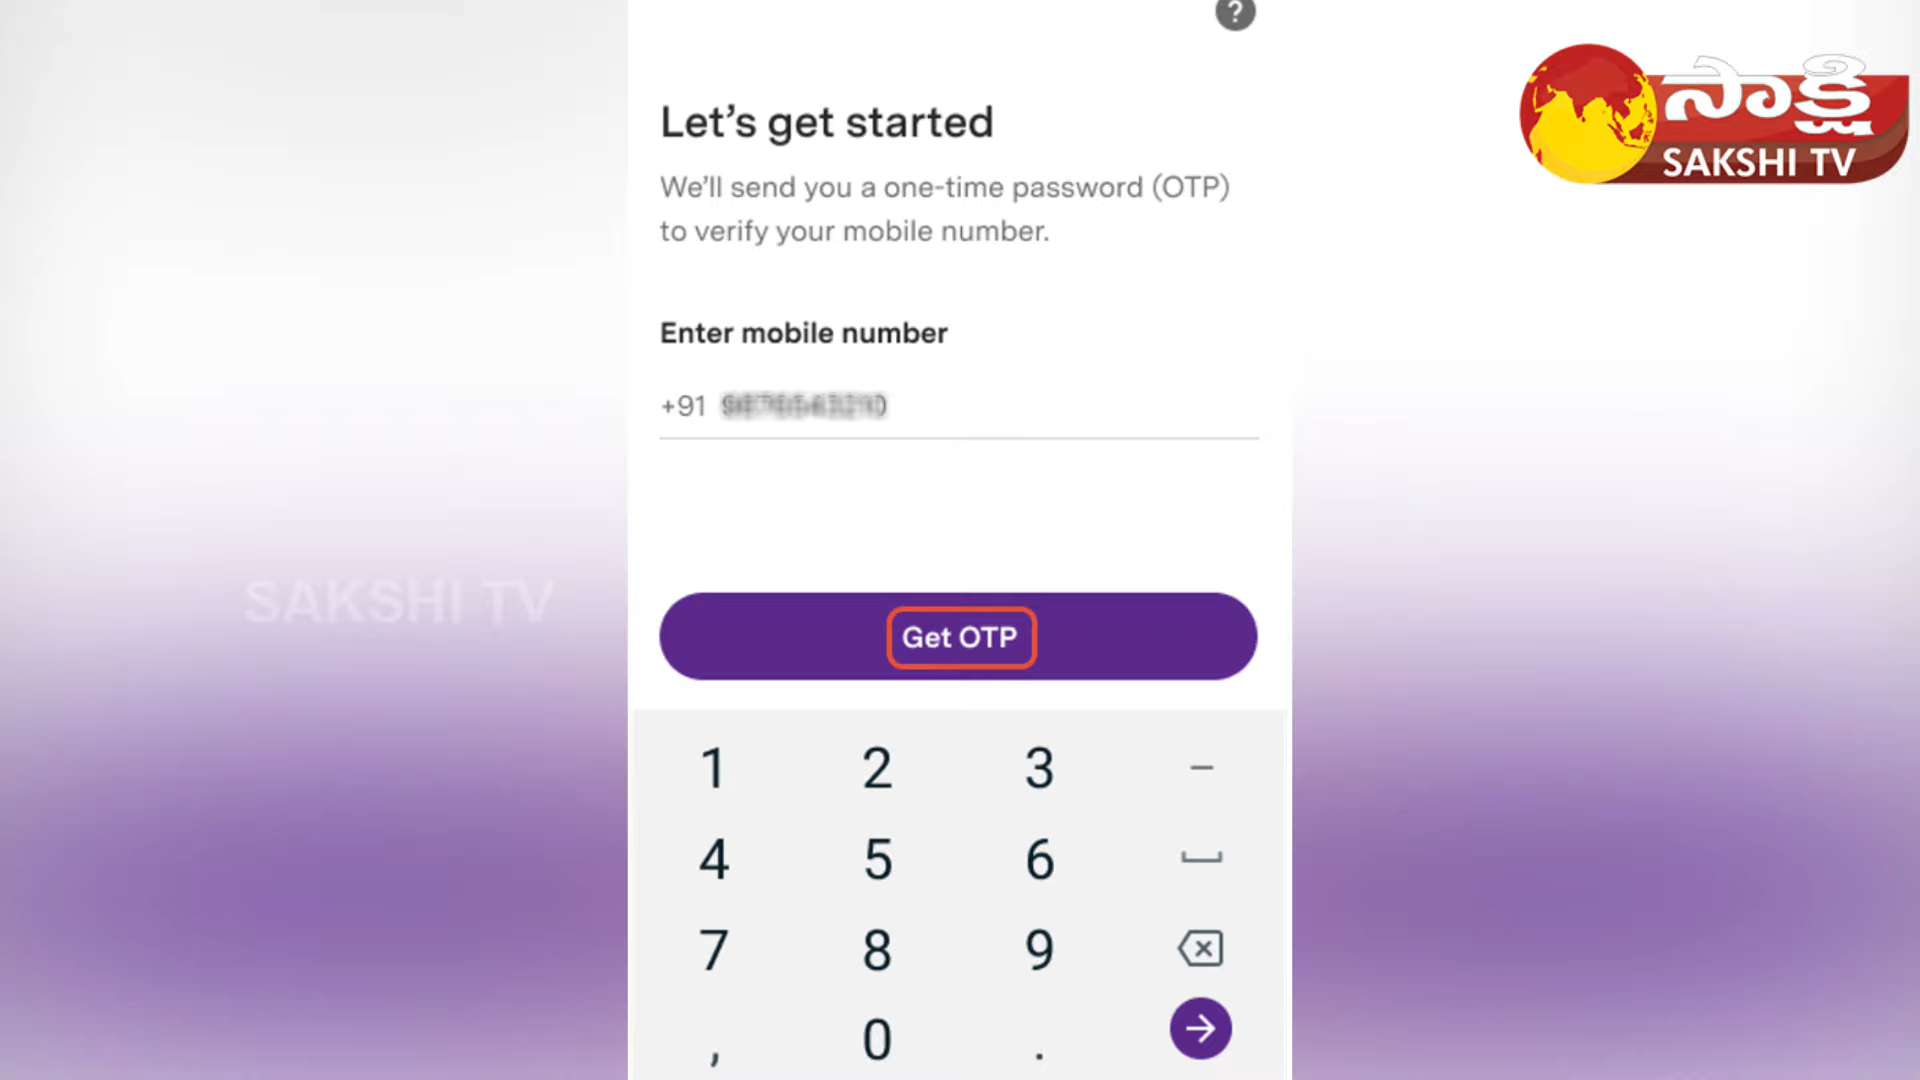 ?
సాక్షి
SAKSHI TV
Let's get started
We'll send you a one-time password (OTP)
to verify your mobile number.
Enter mobile number
+91
SAKSHI TV
Get OTP
1 2 3 -
4 5 6
7 8 9
, 0 .